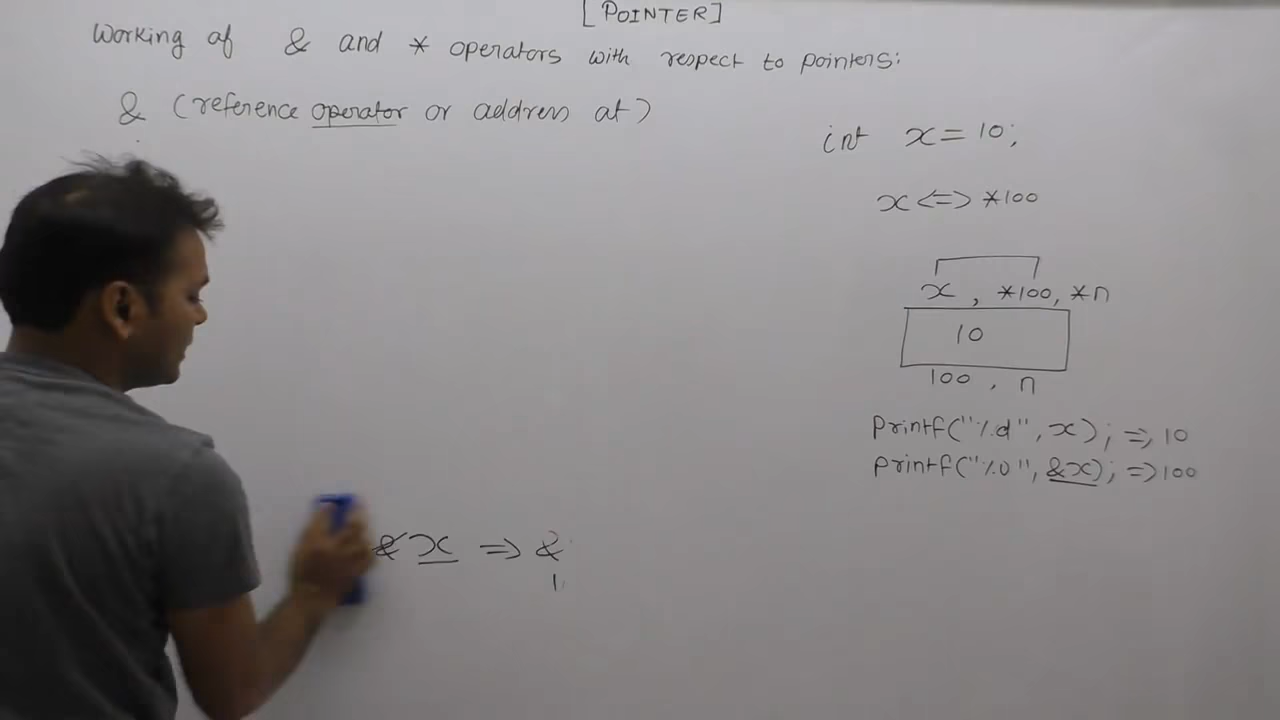 [POINTER]
Working of & and * operators with respect to pointers:
& (reference operator or address at)
int x = 10;
x <=> *100
x , *100, *n
10
100 , n
printf("%d", x); => 10
printf("%u", &x); => 100
&x => &